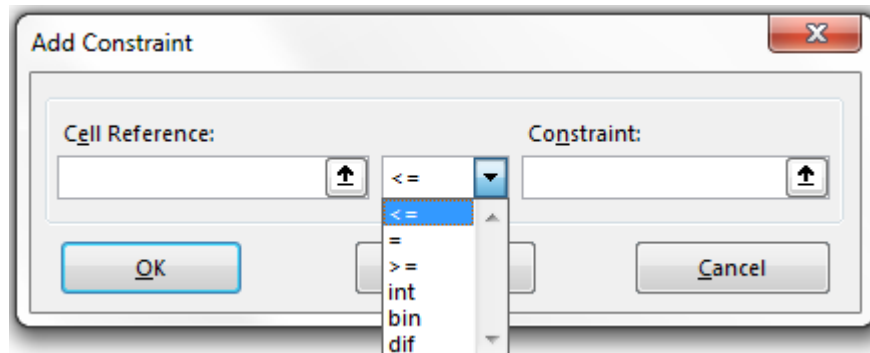 Add Constraint
Cell Reference:
Constraint:
<=
<=
=
>=
int
bin
dif
OK
Cancel